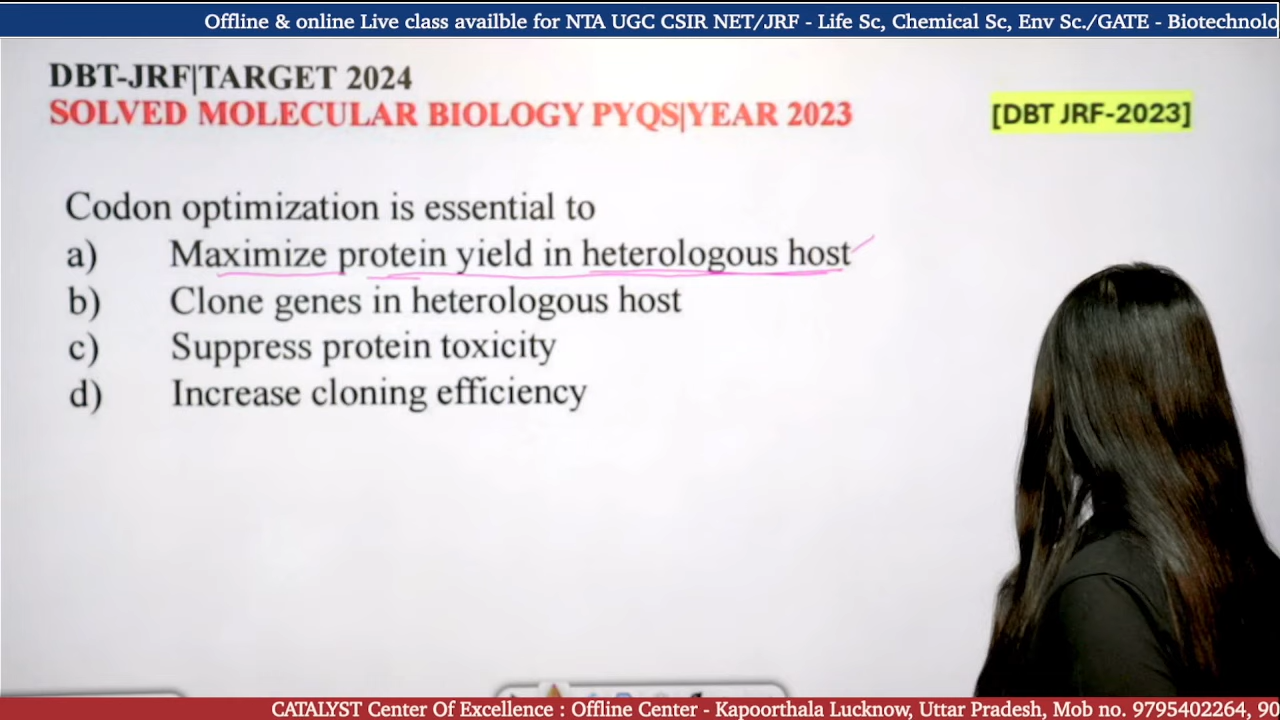 Offline & online Live class availble for NTA UGC CSIR NET/JRF - Life Sc, Chemical Sc, Env Sc./GATE - Biotechnolo
DBT-JRF|TARGET 2024
SOLVED MOLECULAR BIOLOGY PYQS|YEAR 2023
[DBT JRF-2023]
Codon optimization is essential to
a) Maximize protein yield in heterologous host
b) Clone genes in heterologous host
c) Suppress protein toxicity
d) Increase cloning efficiency
CATALYST Center Of Excellence : Offline Center - Kapoorthala Lucknow, Uttar Pradesh, Mob no. 9795402264, 90